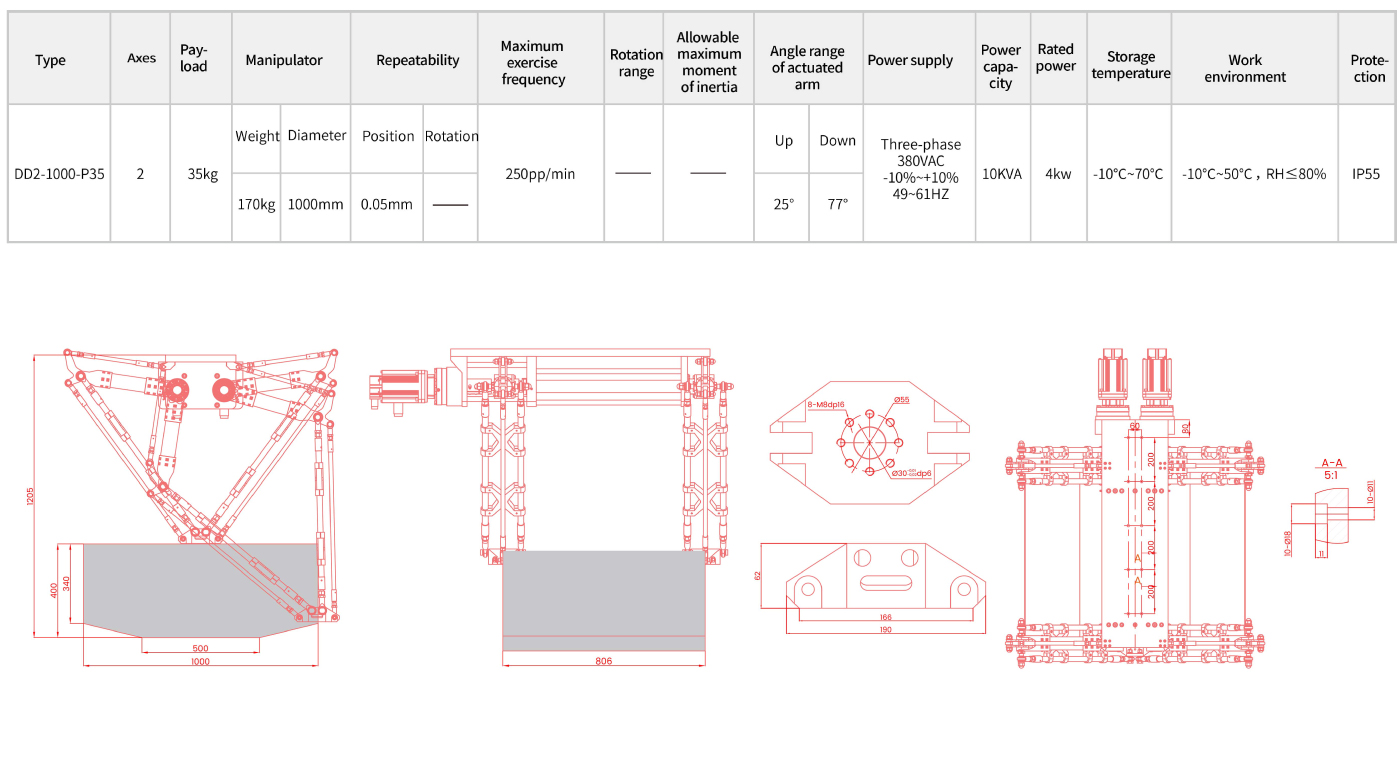 Type
Axes
Pay-
load
Manipulator
Repeatability
Maximum
exercise
frequency
Rotation
range
Allowable
maximum
moment
of inertia
Angle range
of actuated
arm
Power supply
Power
capa-
city
Rated
power
Storage
temperature
Work
environment
Prote-
ction
Weight
Diameter
Position
Rotation
Up
Down
DD2-1000-P35
2
35kg
170kg
1000mm
0.05mm
——
250pp/min
——
——
25°
77°
Three-phase
380VAC
-10%~+10%
49~61HZ
10KVA
4kw
-10°C~70°C
-10°C~50°C , RH≤80%
IP55
1205
400
340
500
1000
806
8-M8dp16
Ø55
Ø30 dp6
62
166
190
60
80
200
200
200
200
A
A
A-A
5:1
10-Ø11
10-Ø18
11